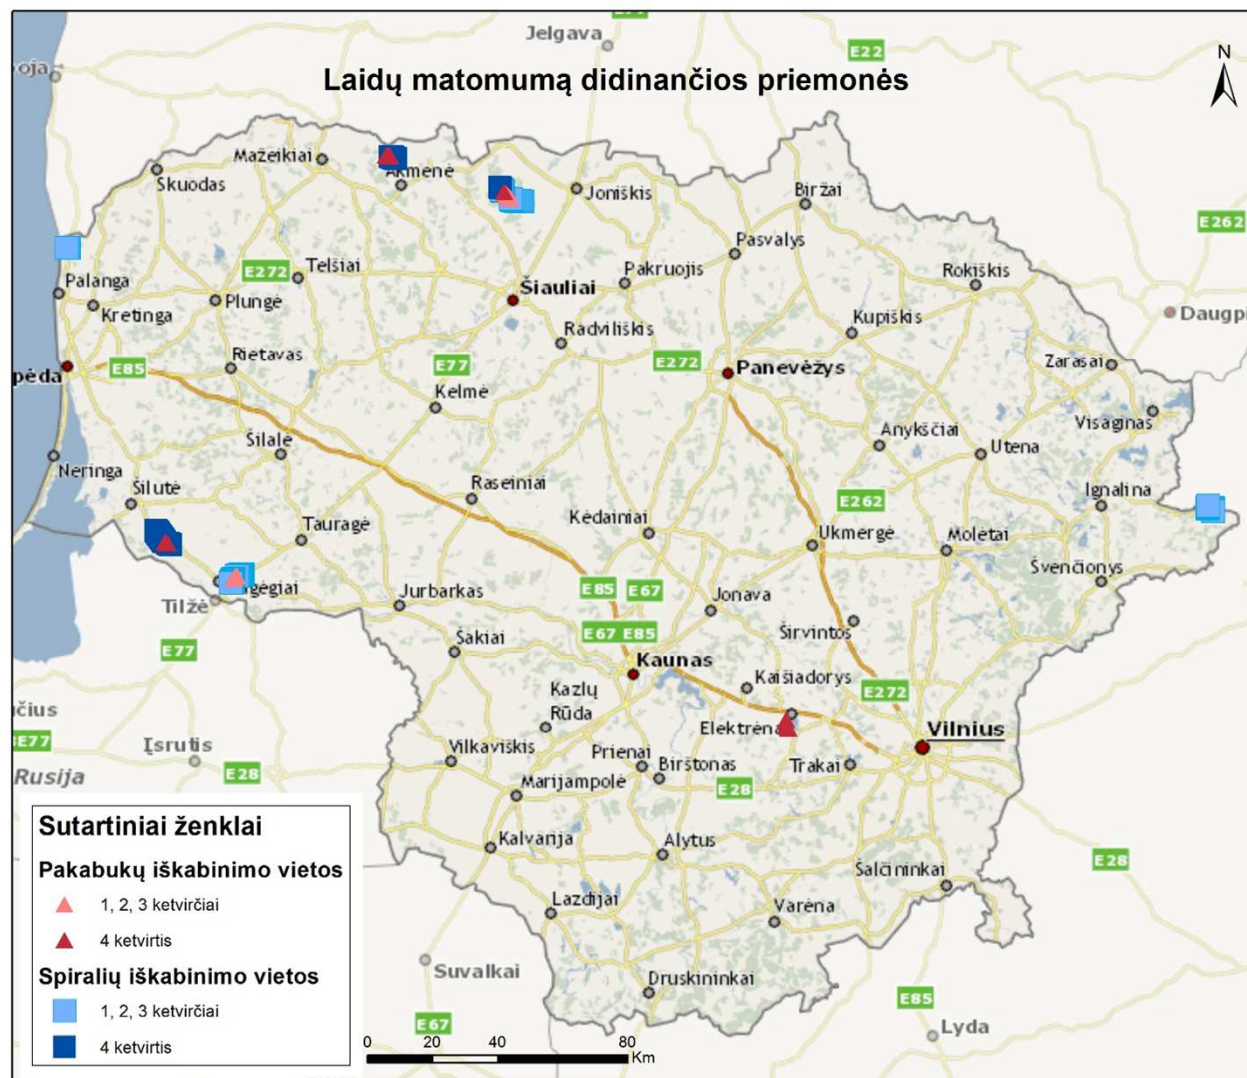 E77
Jelgava
E22
oja
N
Laidų matomumą didinančios priemonės
Mažeikiai
Skuodas
Akmenė
Joniškis
Biržai
E262
Pasvalys
E272
Telšiai
Pakruojis
Rokiškis
Palanga
Plungė
Šiauliai
Kretinga
Daugpi
Radviliškis
Kupiškis
Rietavas
E272
Zarasai
E85
E77
Panevėžys
pėda
Kelmė
Visaginas
Anykščiai
Šilalė
Utena
Neringa
Šilutė
Raseiniai
Ignalina
E262
Kėdainiai
Tauragė
Ukmergė
Molėtai
Švenčionys
gėgiai
E85
E67
Jurbarkas
Jonava
Tilžė
Širvintos
E67
E85
E77
Šakiai
Kaunas
Kaišiadorys
Kazlų
Rūda
E272
čius
Elektrėna
Vilnius
E77
Įsrutis
Vilkaviškis
Prienai
Birštonas
Trakai
Rusija
E28
Marijampolė
E28
Sutartiniai ženklai
Kalvarija
Alytus
E28
Pakabukų iškabinimo vietos
Šalčininkai
1, 2, 3 ketvirčiai
Lazdijai
Varėna
4 ketvirtis
Spiralių iškabinimo vietos
Suvalkai
Druskininkai
1, 2, 3 ketvirčiai
E85
E67
Lyda
4 ketvirtis
0 20 40 80
Km